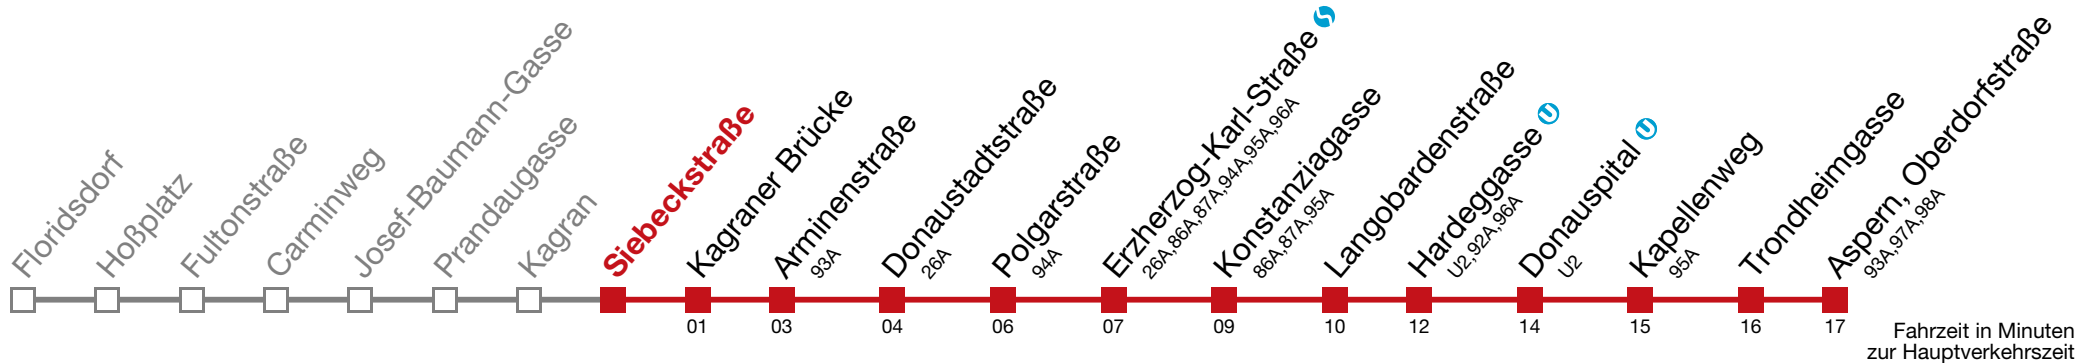 Floridsdorf
Hoßplatz
Fultonstraße
Carminweg
Josef-Baumann-Gasse
Prandaugasse
Kagran
Siebeckstraße
Kagraner Brücke
01
Arminenstraße
93A
03
Donaustadtstraße
26A
04
Polgarstraße
94A
06
Erzherzog-Karl-Straße S
26A,86A,87A,94A,95A,96A
07
Konstanziagasse
86A,87A,95A
09
Langobardenstraße
10
Hardeggasse U
U2,92A,96A
12
Donauspital U
U2
14
Kapellenweg
95A
15
Trondheimgasse
16
Aspern, Oberdorfstraße
93A,97A,98A
17
Fahrzeit in Minuten
zur Hauptverkehrszeit